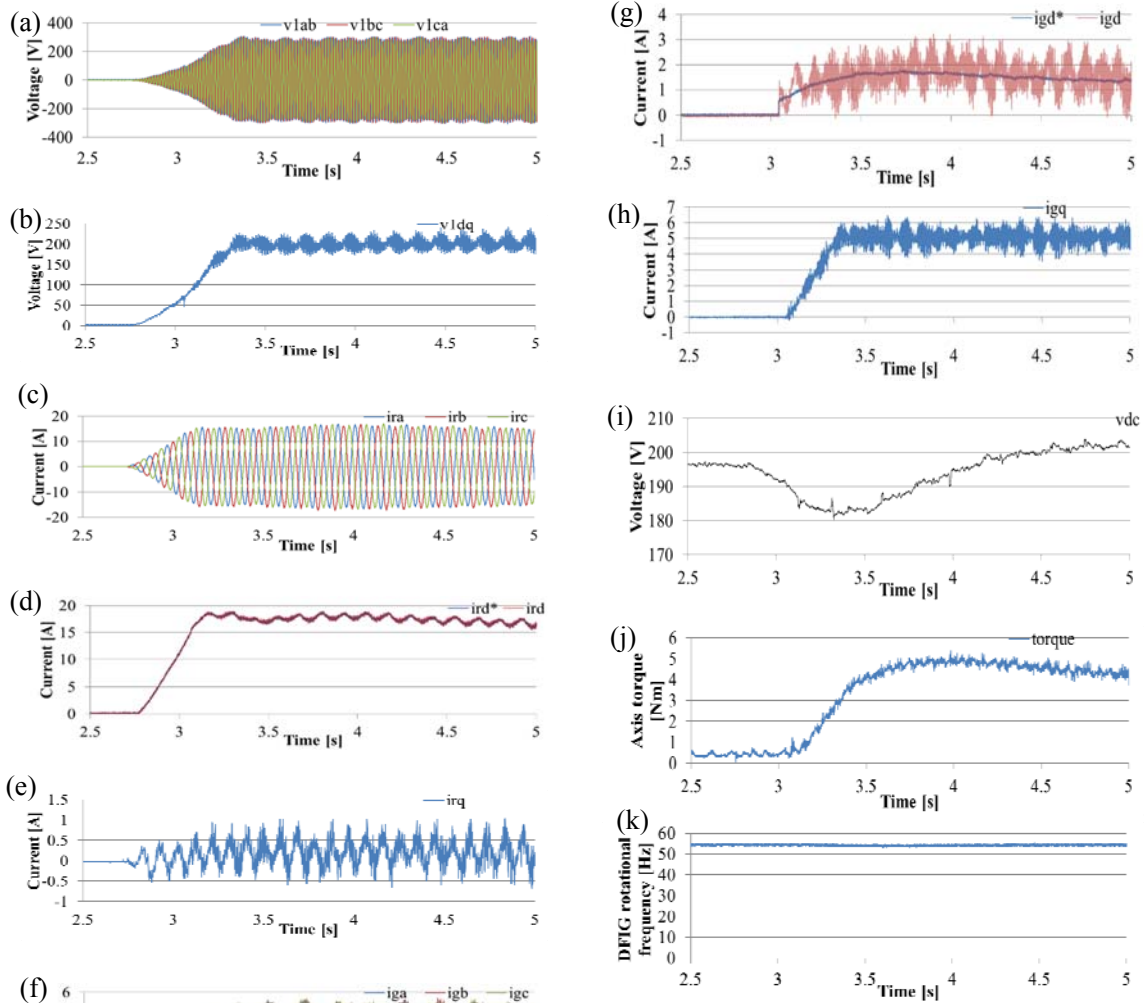 (a)
v1ab v1bc v1ca
Voltage [V]
400
200
0
-200
-400
2.5 3 3.5 4 4.5 5
Time [s]
(b)
v1dq
Voltage [V]
250
200
150
100
50
0
2.5 3 3.5 4 4.5 5
Time [s]
(c)
ira irb irc
Current [A]
20
10
0
-10
-20
2.5 3 3.5 4 4.5 5
Time [s]
(d)
ird* ird
Current [A]
20
15
10
5
0
2.5 3 3.5 4 4.5 5
Time [s]
(e)
irq
Current [A]
1.5
1
0.5
0
-0.5
-1
2.5 3 3.5 4 4.5 5
Time [s]
(f)
iga igb igc
6
(g)
igd* igd
Current [A]
4
3
2
1
0
-1
2.5 3 3.5 4 4.5 5
Time [s]
(h)
igq
Current [A]
7
6
5
4
3
2
1
0
-1
2.5 3 3.5 4 4.5 5
Time [s]
(i)
vdc
Voltage [V]
210
200
190
180
170
2.5 3 3.5 4 4.5 5
Time [s]
(j)
torque
Axis torque
[Nm]
6
5
4
3
2
1
0
2.5 3 3.5 4 4.5 5
Time [s]
(k)
DFIG rotational
frequency [Hz]
60
50
40
30
20
10
0
2.5 3 3.5 4 4.5 5
Time [s]